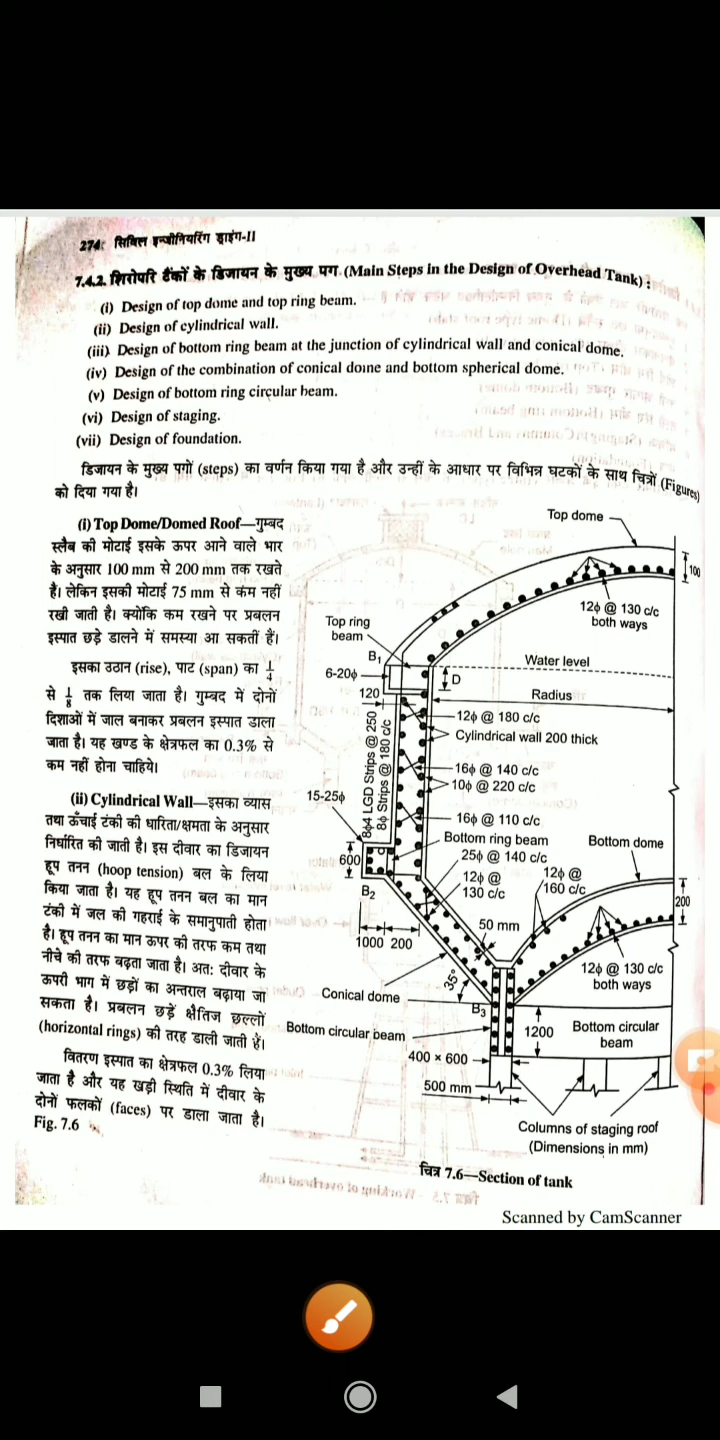 274: सिविल इन्जीनियरिंग ड्राइंग-II
7.4.2. शिरोपरि टैंकों के डिजायन के मुख्य पग (Main Steps in the Design of Overhead Tank) :
(i) Design of top dome and top ring beam.
(ii) Design of cylindrical wall.
(iii) Design of bottom ring beam at the junction of cylindrical wall and conical dome.
(iv) Design of the combination of conical dome and bottom spherical dome.
(v) Design of bottom ring circular beam.
(vi) Design of staging.
(vii) Design of foundation.
डिजायन के मुख्य पगों (steps) का वर्णन किया गया है और उन्हीं के आधार पर विभिन्न घटकों के साथ चित्रों (Figures)
को दिया गया है।
(i) Top Dome/Domed Roof—गुम्बद
स्लैब की मोटाई इसके ऊपर आने वाले भार
के अनुसार 100 mm से 200 mm तक रखते
हैं। लेकिन इसकी मोटाई 75 mm से कम नहीं
रखी जाती है। क्योंकि कम रखने पर प्रबलन
इस्पात छड़े डालने में समस्या आ सकतीं हैं।
इसका उठान (rise), पाट (span) का 1/4
से 1/8 तक लिया जाता है। गुम्बद में दोनों
दिशाओं में जाल बनाकर प्रबलन इस्पात डाला
जाता है। यह खण्ड के क्षेत्रफल का 0.3% से
कम नहीं होना चाहिये।
(ii) Cylindrical Wall—इसका व्यास
तथा ऊँचाई टंकी की धारिता/क्षमता के अनुसार
निर्धारित की जाती है। इस दीवार का डिजायन
हूप तनन (hoop tension) बल के लिया
किया जाता है। यह हूप तनन बल का मान
टंकी में जल की गहराई के समानुपाती होता
है। हूप तनन का मान ऊपर की तरफ कम तथा
नीचे की तरफ बढ़ता जाता है। अतः दीवार के
ऊपरी भाग में छड़ों का अन्तराल बढ़ाया जा
सकता है। प्रबलन छड़ें क्षैतिज छल्लों
(horizontal rings) की तरह डाली जाती हैं।
वितरण इस्पात का क्षेत्रफल 0.3% लिया
जाता है और यह खड़ी स्थिति में दीवार के
दोनों फलकों (faces) पर डाला जाता है।
Fig. 7.6
Top dome
100
12ϕ @ 130 c/c
both ways
Top ring
beam
B₁
6-20ϕ
120
Water level
D
Radius
12ϕ @ 180 c/c
Cylindrical wall 200 thick
8ϕ4 LGD Strips @ 250
8ϕ Strips @ 180 c/c
16ϕ @ 140 c/c
10ϕ @ 220 c/c
15-25ϕ
16ϕ @ 110 c/c
Bottom ring beam
Bottom dome
600
25ϕ @ 140 c/c
12ϕ @
130 c/c
12ϕ @
160 c/c
B₂
200
50 mm
1000 200
12ϕ @ 130 c/c
both ways
35°
Conical dome
B₃
Bottom circular beam
1200
Bottom circular
beam
400 × 600
500 mm
Columns of staging roof
(Dimensions in mm)
चित्र 7.6—Section of tank
Scanned by CamScanner